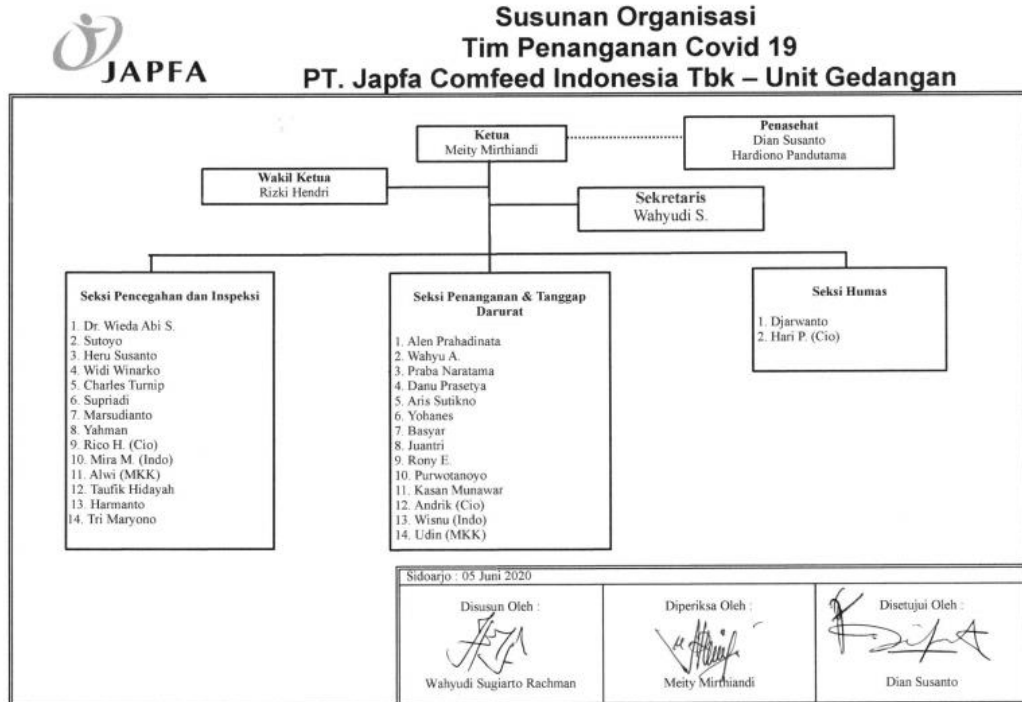 JAPFA
Susunan Organisasi
Tim Penanganan Covid 19
PT. Japfa Comfeed Indonesia Tbk – Unit Gedangan
Ketua
Meity Mirthiandi
Penasehat
Dian Susanto
Hardiono Pandutama
Wakil Ketua
Rizki Hendri
Sekretaris
Wahyudi S.
Seksi Pencegahan dan Inspeksi
1. Dr. Wieda Abi S.
2. Sutoyo
3. Heru Susanto
4. Widi Winarko
5. Charles Turnip
6. Supriadi
7. Marsudianto
8. Yahman
9. Rico H. (Cio)
10. Mira M. (Indo)
11. Alwi (MKK)
12. Taufik Hidayah
13. Harmanto
14. Tri Maryono
Seksi Penanganan & Tanggap
Darurat
1. Alen Prahadinata
2. Wahyu A.
3. Praba Naratama
4. Danu Prasetya
5. Aris Sutikno
6. Yohanes
7. Basyar
8. Juantri
9. Rony E.
10. Purwotanoyo
11. Kasan Munawar
12. Andrik (Cio)
13. Wisnu (Indo)
14. Udin (MKK)
Seksi Humas
1. Djarwanto
2. Hari P. (Cio)
Sidoarjo : 05 Juni 2020
Disusun Oleh :
Wahyudi Sugiarto Rachman
Diperiksa Oleh :
Meity Mirthiandi
Disetujui Oleh :
Dian Susanto